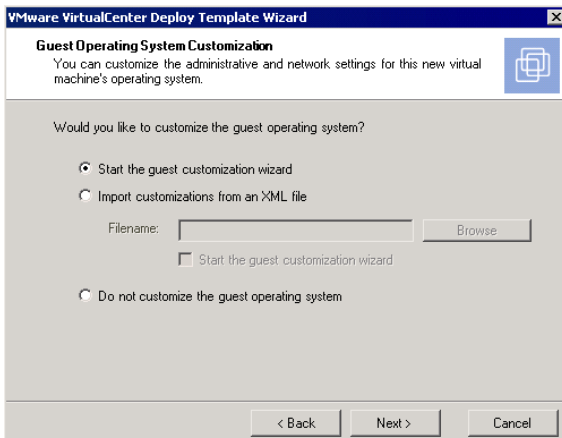 VMware VirtualCenter Deploy Template Wizard
Guest Operating System Customization
You can customize the administrative and network settings for this new virtual
machine's operating system.
Would you like to customize the guest operating system?
Start the guest customization wizard
Import customizations from an XML file
Filename:
Browse
Start the guest customization wizard
Do not customize the guest operating system
< Back
Next >
Cancel